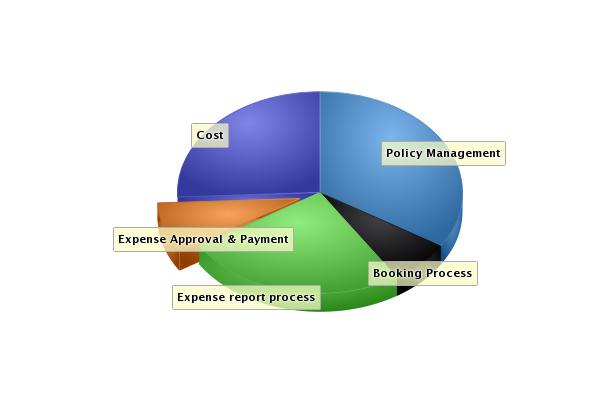 Cost
Policy Management
Expense Approval & Payment
Booking Process
Expense report process